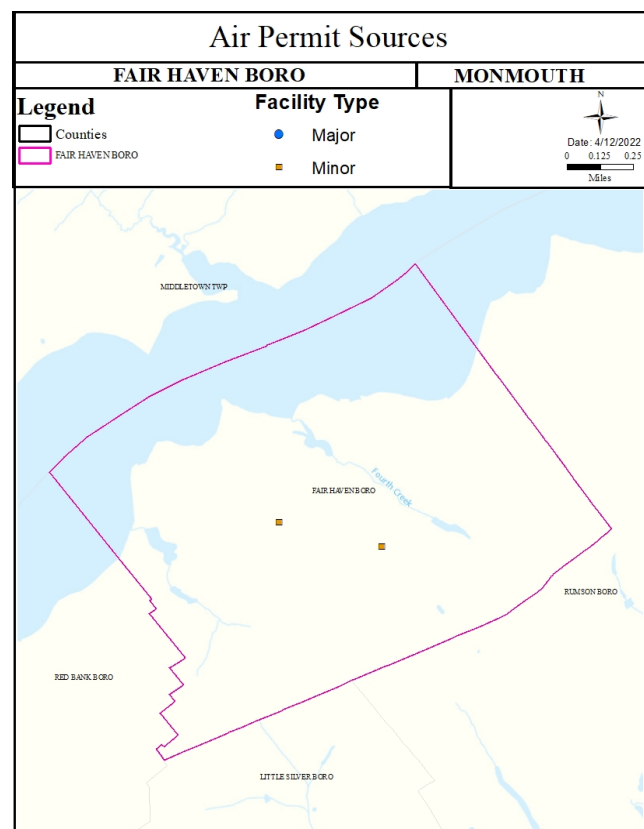 Air Permit Sources
FAIR HAVEN BORO
MONMOUTH
Legend
Counties
FAIR HAVEN BORO
Facility Type
Major
Minor
N
Date: 4/12/2022
0 0.125 0.25
Miles
MIDDLETOWN TWP
Fourth Creek
FAIR HAVEN BORO
RUMSON BORO
RED BANK BORO
LITTLE SILVER BORO